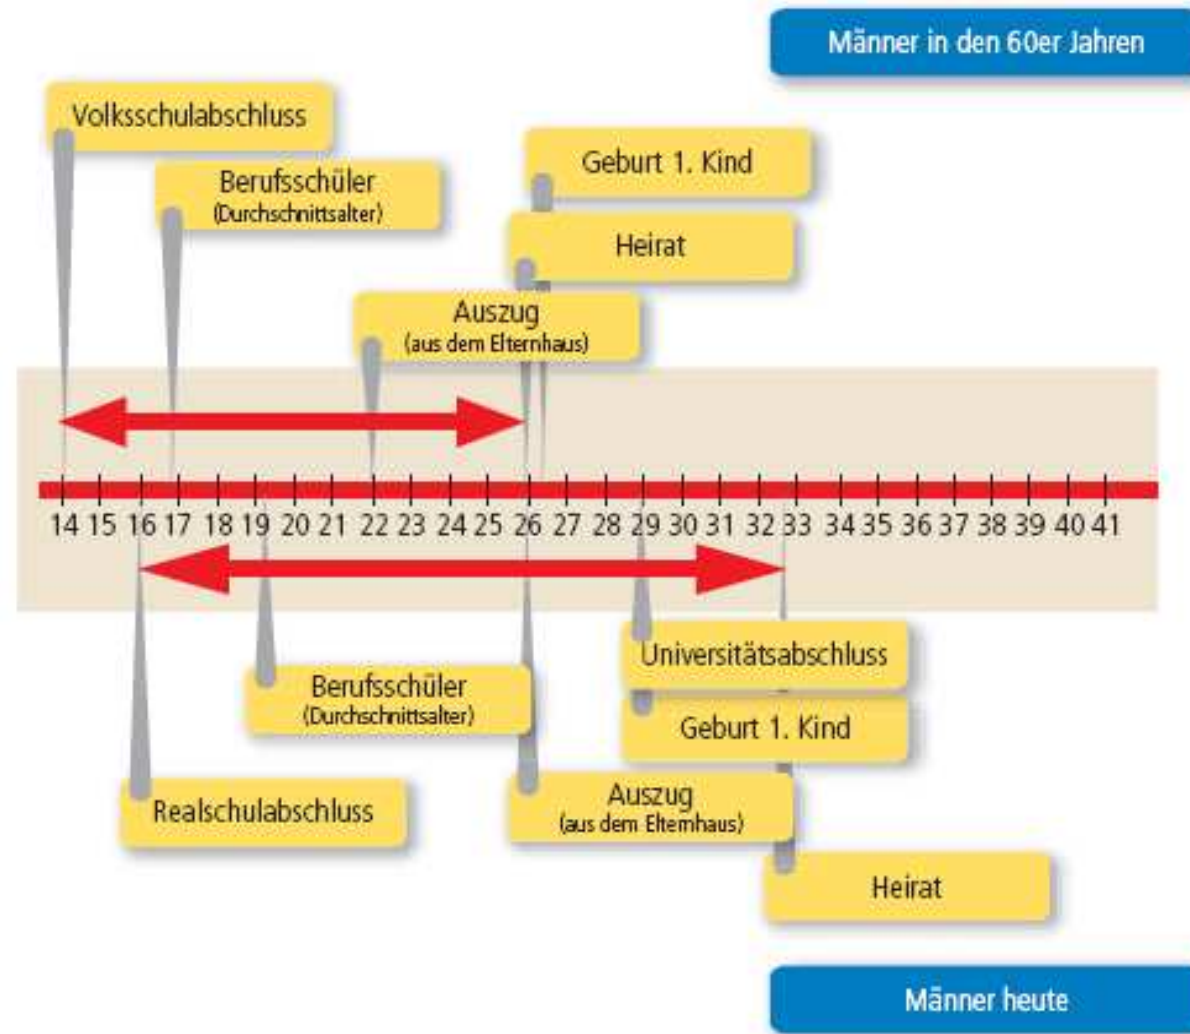 Männer in den 60er Jahren
Volksschulabschluss
Geburt 1. Kind
Berufsschüler
(Durchschnittsalter)
Heirat
Auszug
(aus dem Elternhaus)
14 15 16 17 18 19 20 21 22 23 24 25 26 27 28 29 30 31 32 33 34 35 36 37 38 39 40 41
Universitätsabschluss
Berufsschüler
(Durchschnittsalter)
Geburt 1. Kind
Realschulabschluss
Auszug
(aus dem Elternhaus)
Heirat
Männer heute